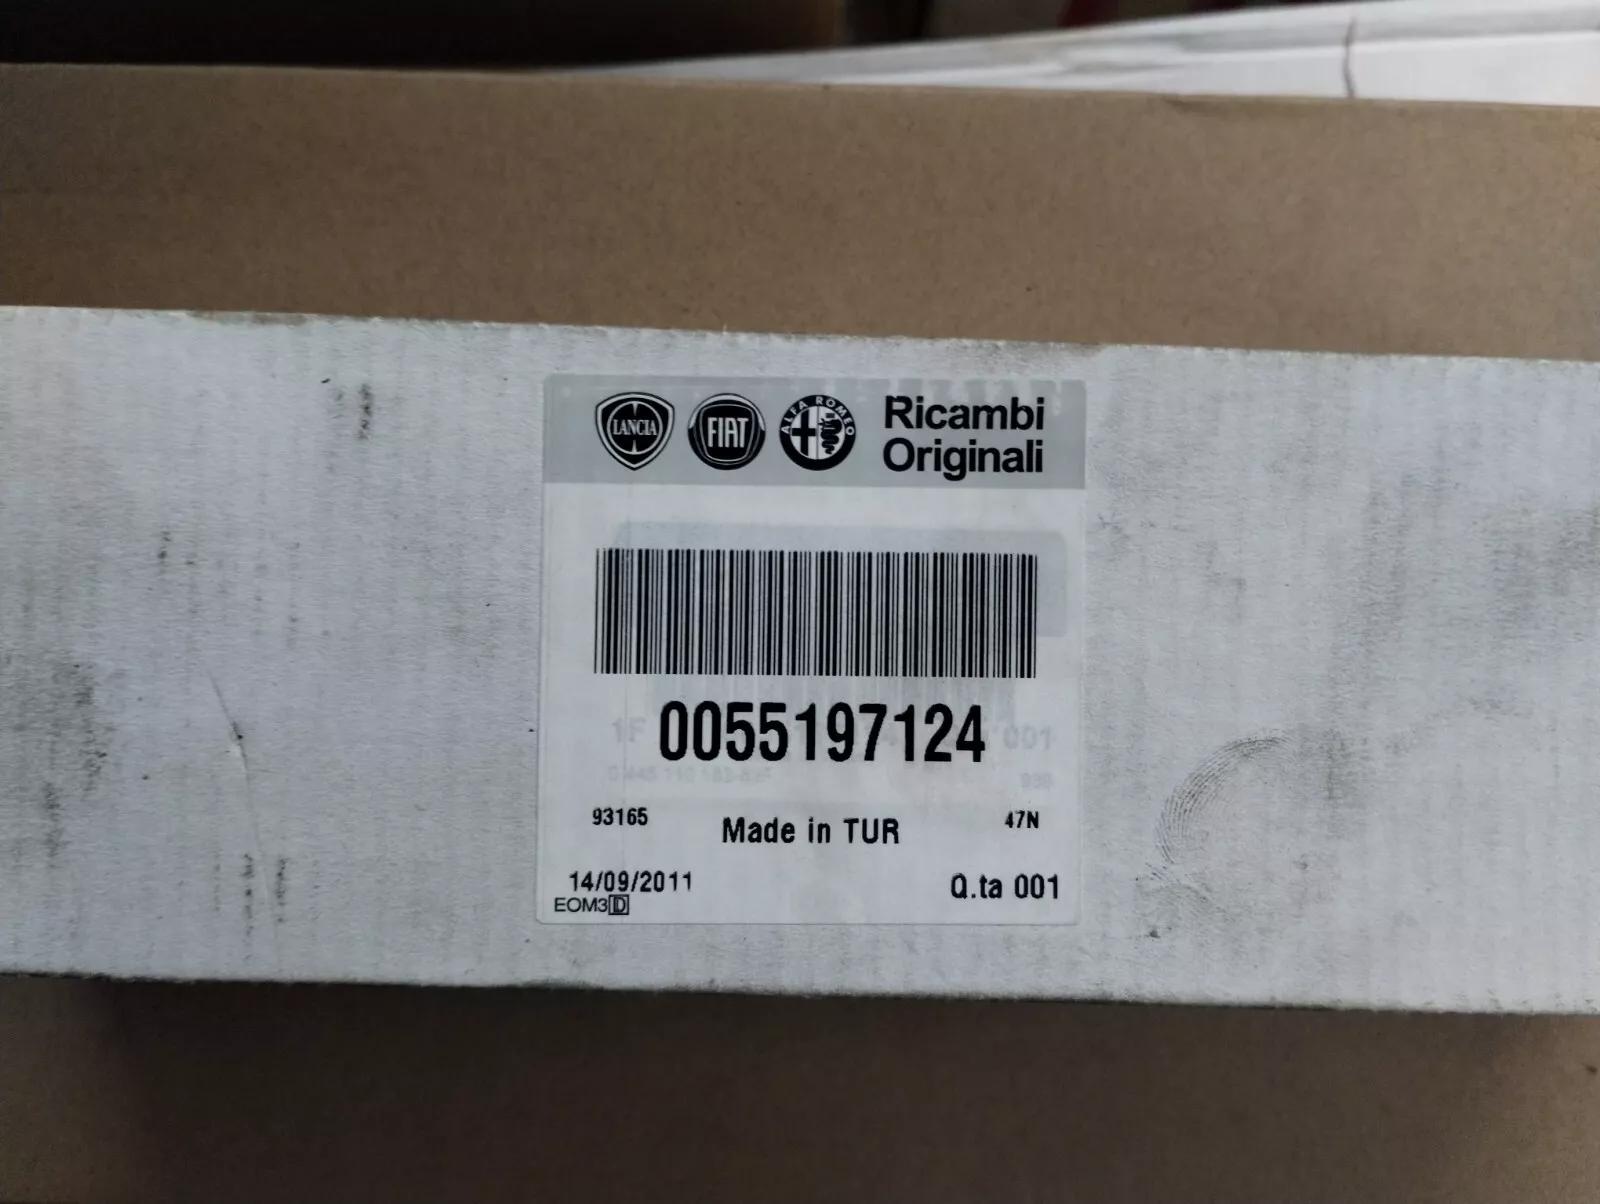 LANCIA
FIAT
ALFA ROMEO
Ricambi
Originali
0055197124
93165
Made in TUR
47N
14/09/2011
Q.ta 001
EOM3D